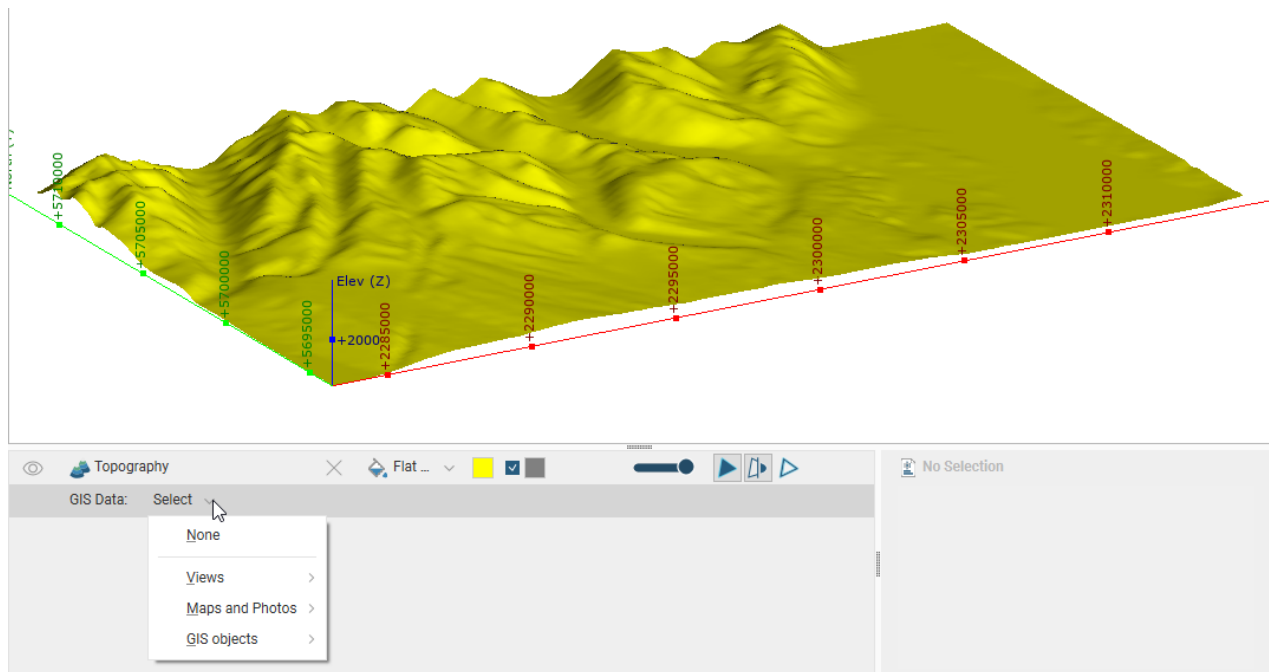 +5710000
+5705000
+5700000
+5695000
Elev (Z)
+2000
+2285000
+2290000
+2295000
+2300000
+2305000
+2310000
Topography
Flat ...
No Selection
GIS Data: Select
None
Views
Maps and Photos
GIS objects